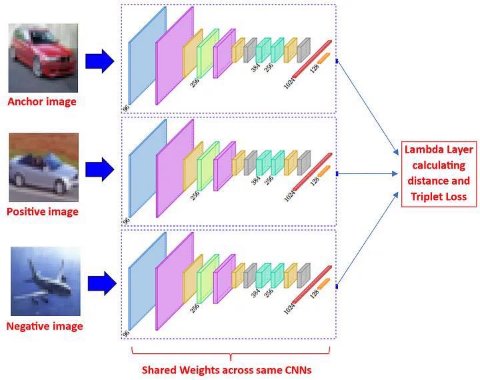 Anchor image
96
256
384
256
1024
128
Positive image
96
256
384
256
1024
128
Negative image
96
256
384
256
1024
128
Lambda Layer
calculating
distance and
Triplet Loss
Shared Weights across same CNNs